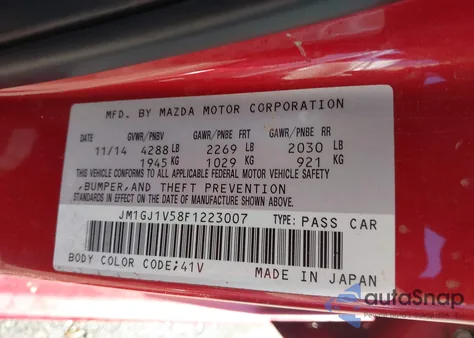 MFD. BY MAZDA MOTOR CORPORATION
GVWR/PNBV GAWR/PNBE FRT GAWR/PNBE RR
11/14 4288 LB 2269 LB 2030 LB
1945 KG 1029 KG 921 KG
THIS VEHICLE CONFORMS TO ALL APPLICABLE FEDERAL MOTOR VEHICLE SAFETY
,BUMPER,AND THEFT PREVENTION
STANDARDS IN EFFECT ON THE DATE OF MANUFACTURE SHOWN ABOVE.
JM1GJ1V58F1223007 TYPE: PASS CAR
BODY COLOR CODE;41V MADE IN JAPAN
autoSnap